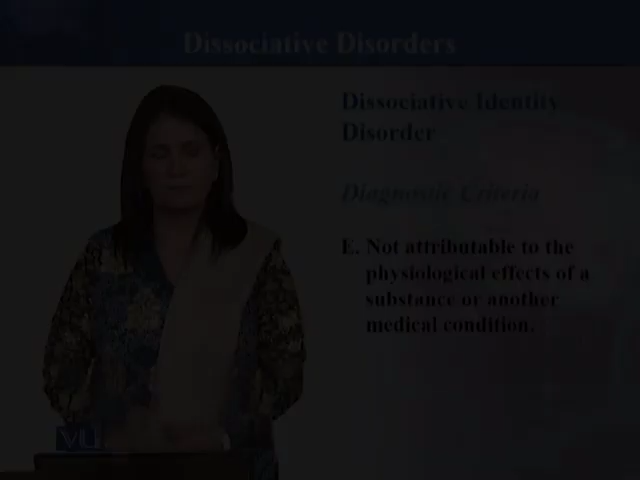 Dissociative Disorders
Dissociative Identity
Disorder
Diagnostic Criteria
E. Not attributable to the
physiological effects of a
substance or another
medical condition.
VU